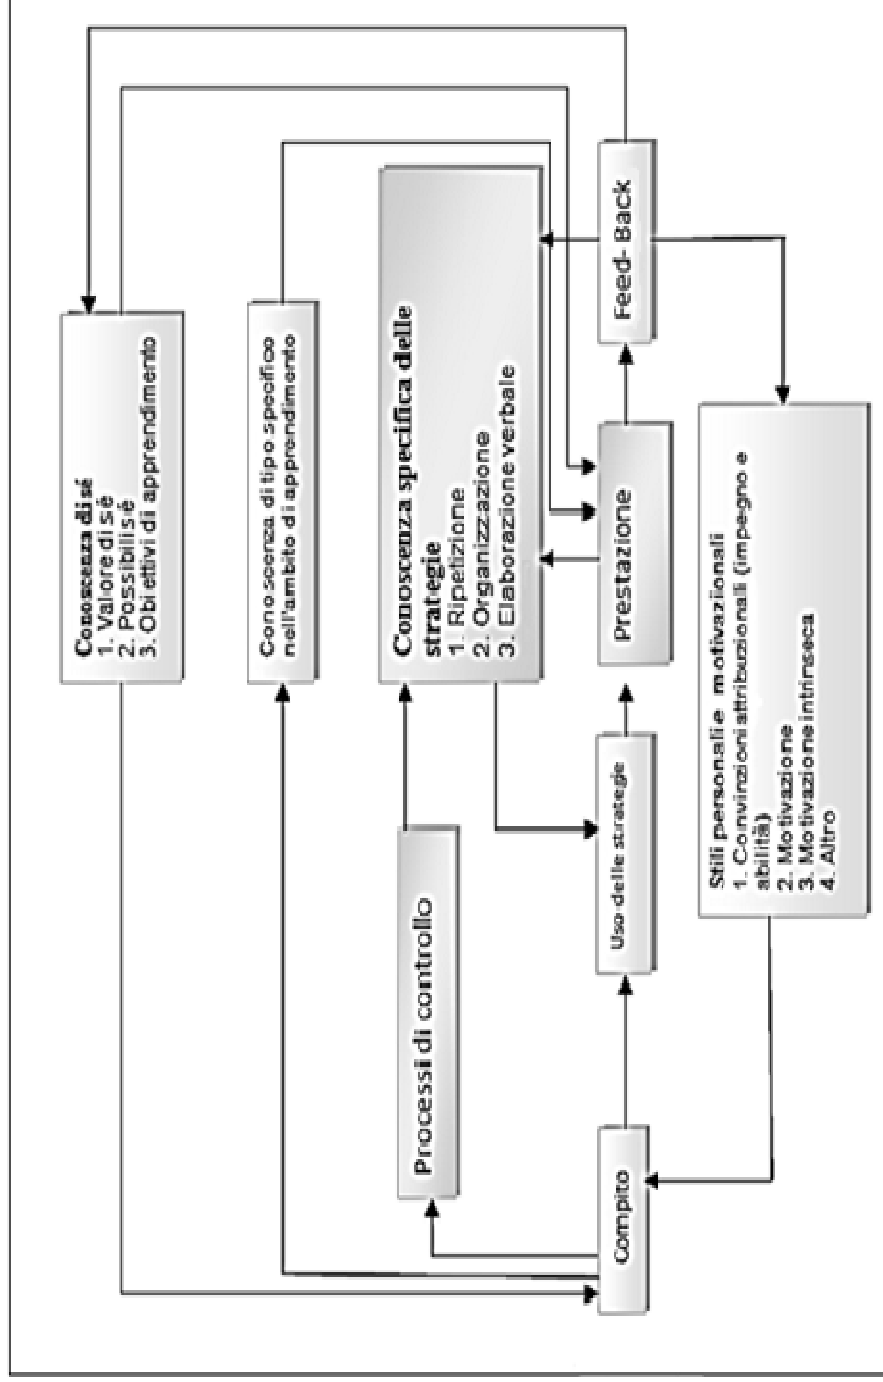 Conoscenza di sé
1. Valore di sé
2. Possibili sé
3. Obiettivi di apprendimento
Conoscenza di tipo specifico
nell'ambito di apprendimento
Processi di controllo
Conoscenza specifica delle
strategie
1. Ripetizione
2. Organizzazione
3. Elaborazione verbale
Compito
Uso delle strategie
Prestazione
Feed-Back
Stili personali e motivazionali
1. Convinzioni attribuzionali (impegno e
abilità)
2. Motivazione
3. Motivazione intrinseca
4. Altro